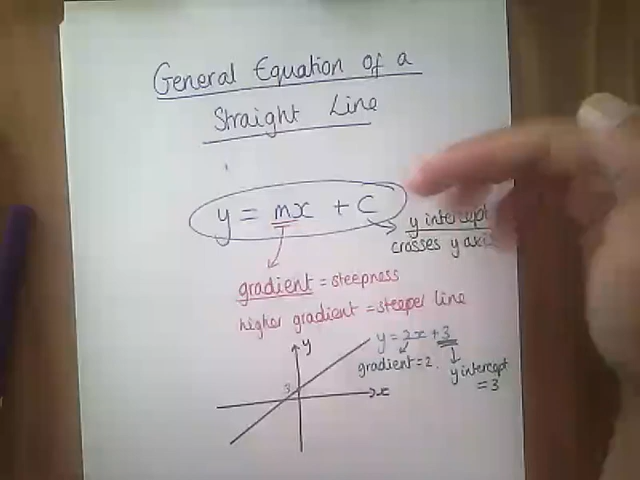 General Equation of a
Straight Line
y = mx + c
y intercept
crosses y axis
gradient = steepness
higher gradient = steeper line
y
y = 2x + 3
gradient = 2.
y intercept
= 3
3
x